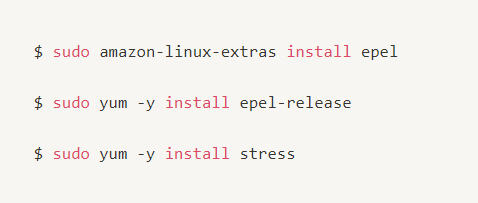 $ sudo amazon-linux-extras install epel
$ sudo yum -y install epel-release
$ sudo yum -y install stress